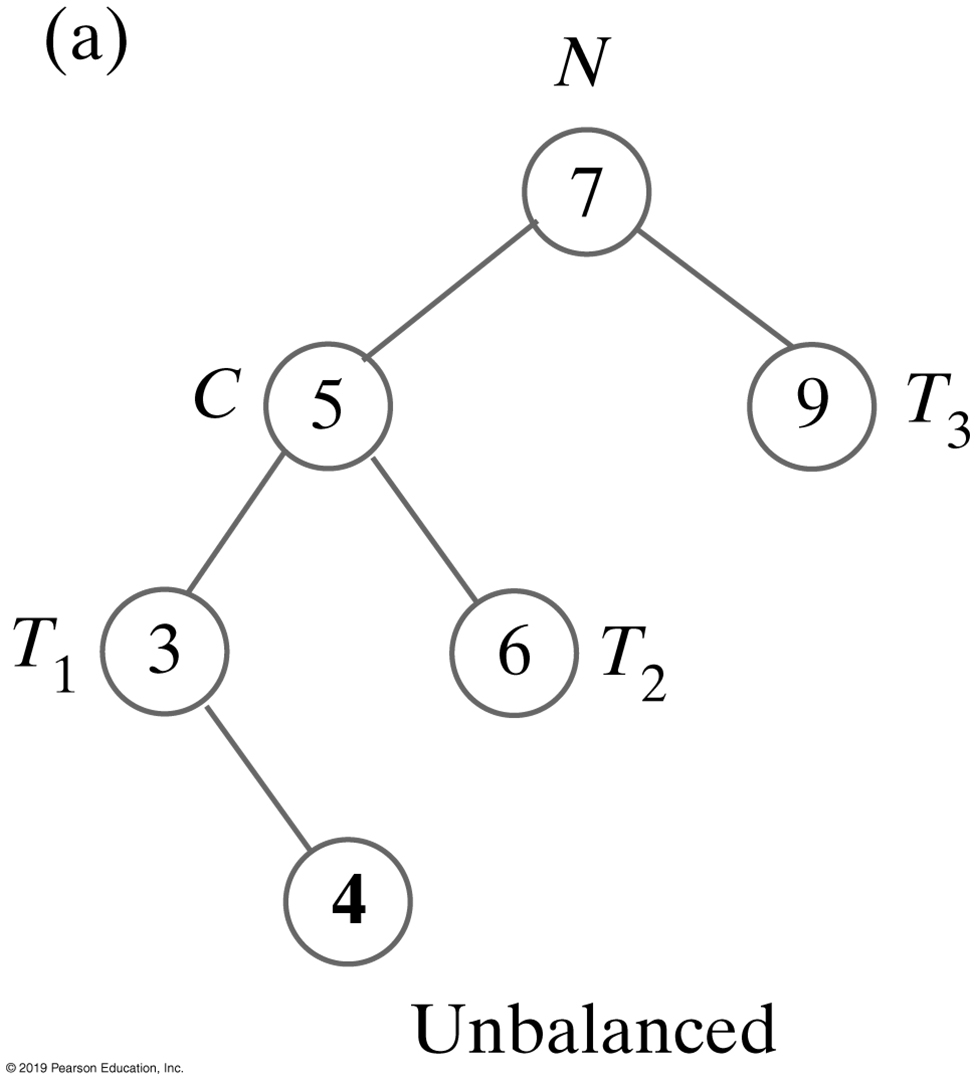 (a)
N
7
C 5 9 T3
T1 3 6 T2
4
Unbalanced
© 2019 Pearson Education, Inc.